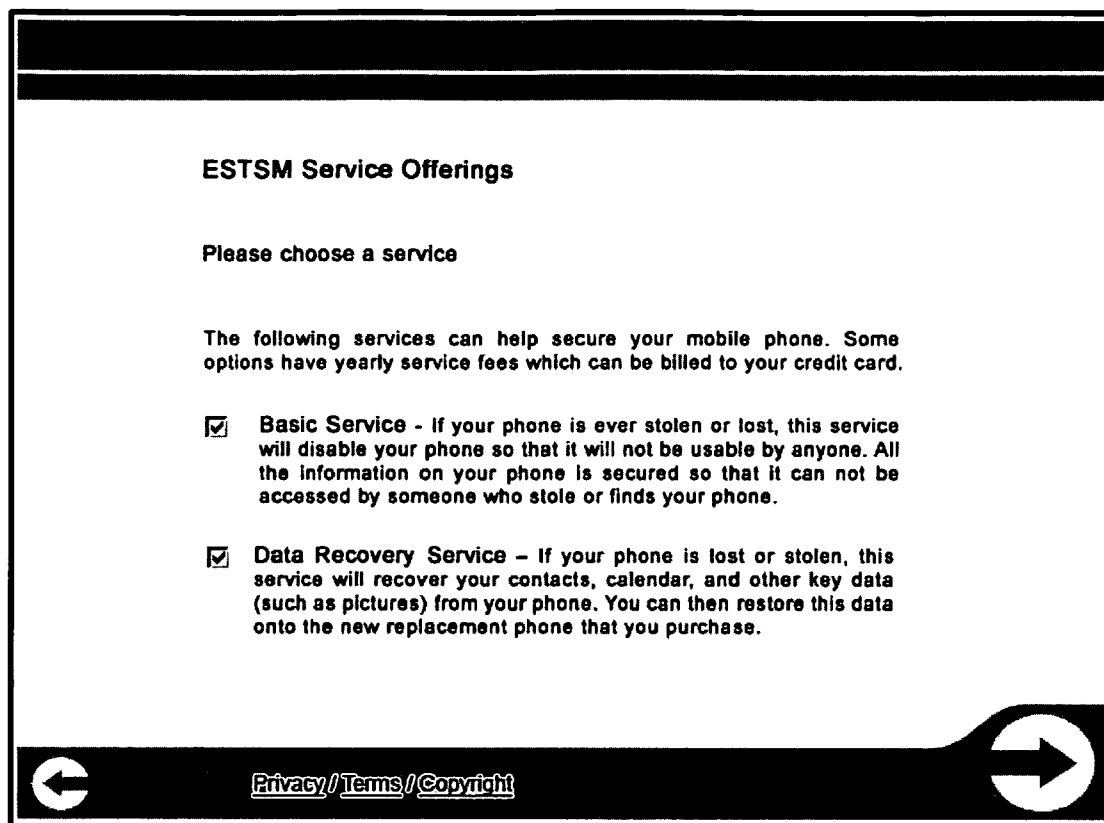 ESTSM Service Offerings
Please choose a service
The following services can help secure your mobile phone. Some
options have yearly service fees which can be billed to your credit card.
Basic Service - If your phone is ever stolen or lost, this service
will disable your phone so that it will not be usable by anyone. All
the information on your phone is secured so that it can not be
accessed by someone who stole or finds your phone.
Data Recovery Service – If your phone is lost or stolen, this
service will recover your contacts, calendar, and other key data
(such as pictures) from your phone. You can then restore this data
onto the new replacement phone that you purchase.
Privacy / Terms / Copyright